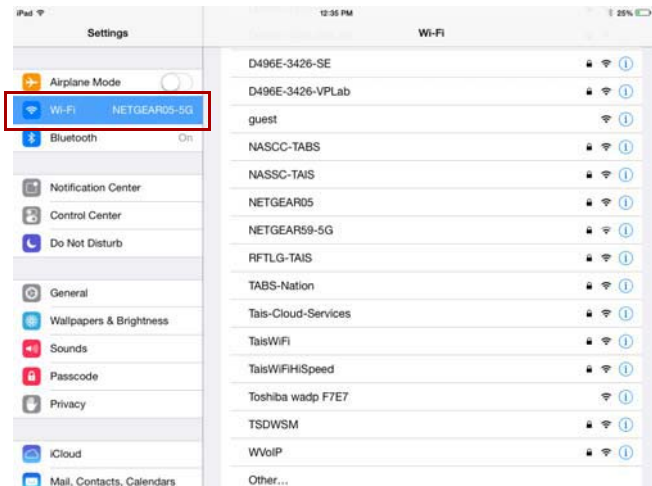 iPad 12:35 PM 25%
Settings Wi-Fi
Airplane Mode
Wi-Fi NETGEAR05-5G
Bluetooth On
Notification Center
Control Center
Do Not Disturb
General
Wallpapers & Brightness
Sounds
Passcode
Privacy
iCloud
Mail, Contacts, Calendars
D496E-3426-SE
D496E-3426-VPLab
guest
NASCC-TABS
NASSC-TAIS
NETGEAR05
NETGEAR59-5G
RFTLG-TAIS
TABS-Nation
Tais-Cloud-Services
TaisWiFi
TaisWiFiHiSpeed
Toshiba wadp F7E7
TSDWSM
WVoIP
Other...